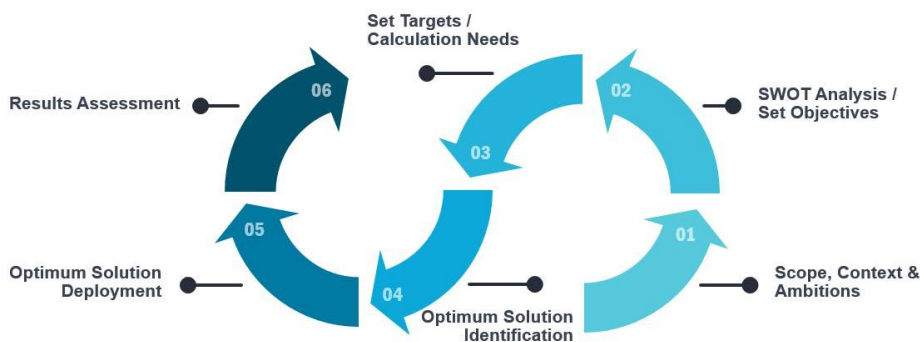 Set Targets /
Calculation Needs
06
02
Results Assessment
SWOT Analysis /
Set Objectives
03
05
01
Optimum Solution
Deployment
04
Optimum Solution
Identification
Scope, Context &
Ambitions